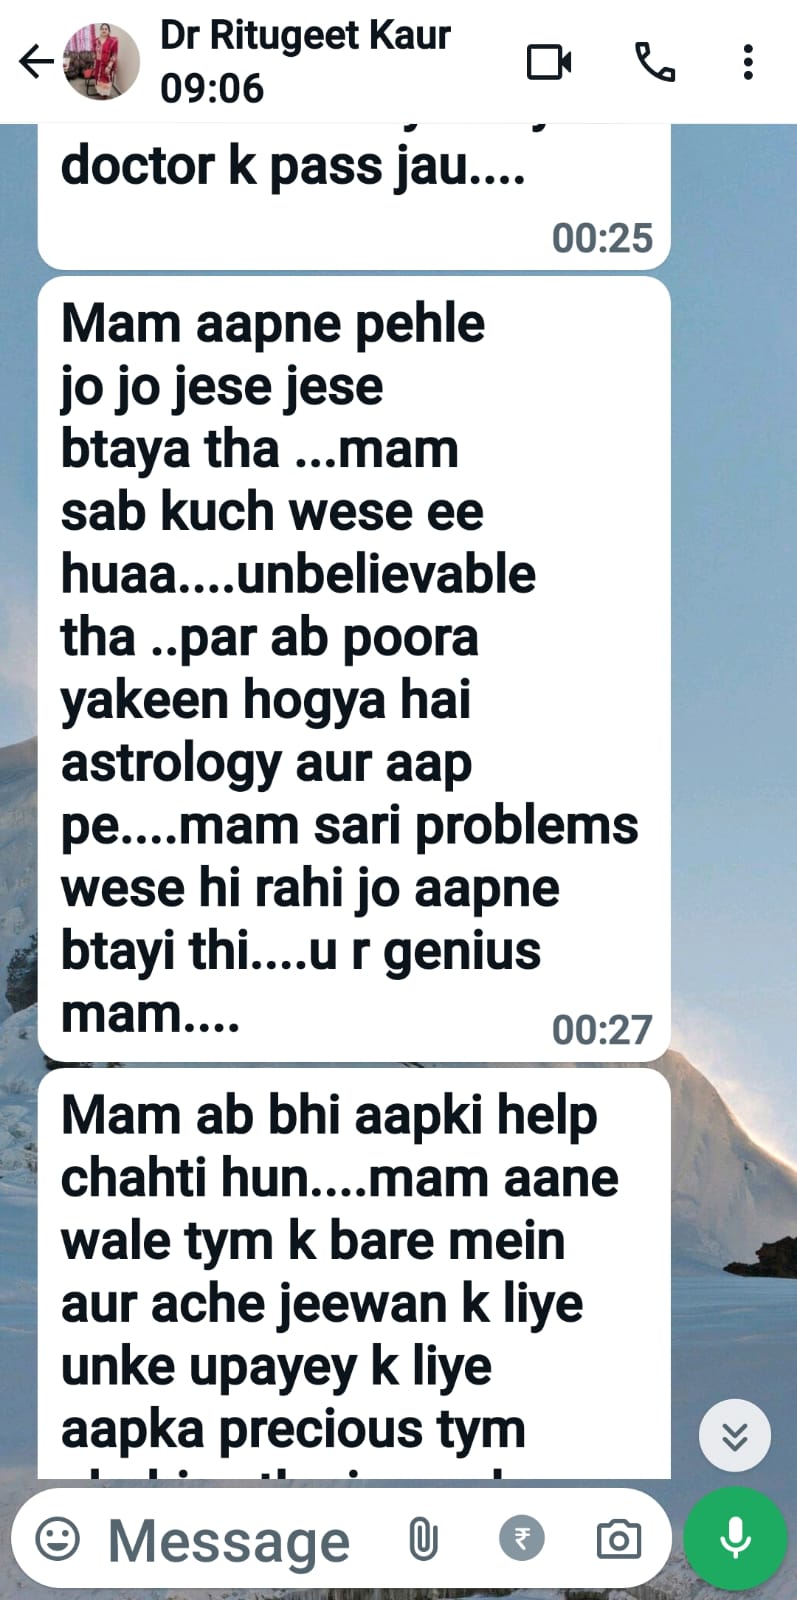 Dr Ritugeet Kaur
09:06
doctor k pass jau....
00:25
Mam aapne pehle
jo jo jese jese
btaya tha ...mam
sab kuch wese ee
huaa....unbelievable
tha ..par ab poora
yakeen hogya hai
astrology aur aap
pe....mam sari problems
wese hi rahi jo aapne
btayi thi....u r genius
mam....
00:27
Mam ab bhi aapki help
chahti hun....mam aane
wale tym k bare mein
aur ache jeewan k liye
unke upayey k liye
aapka precious tym
Message
₹